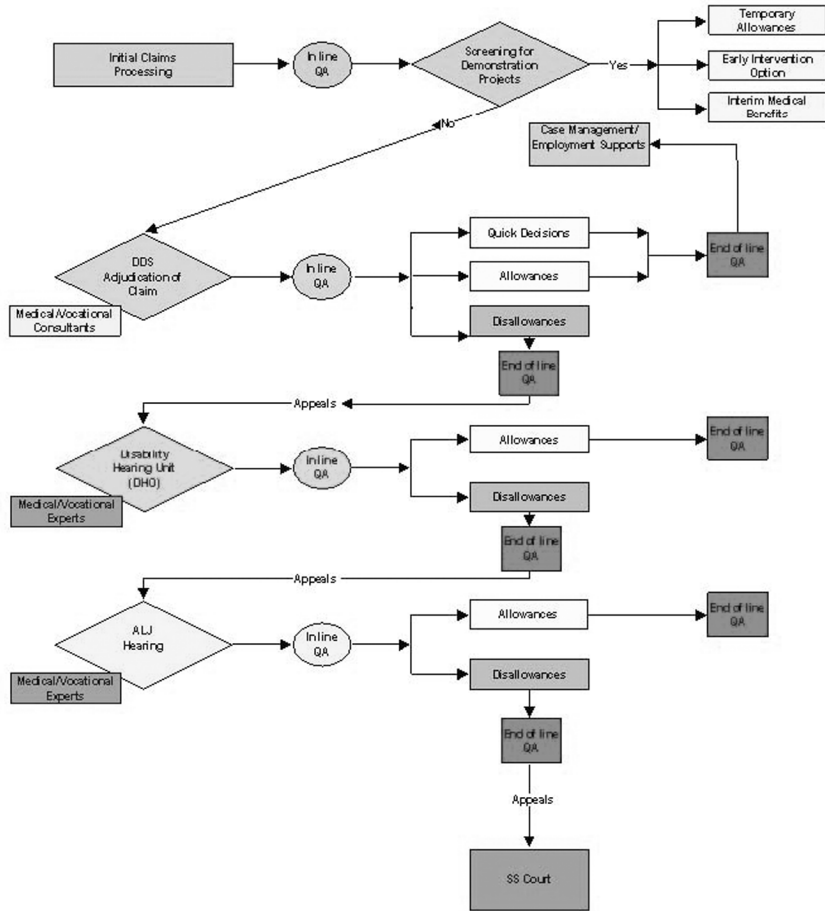 Initial Claims
Processing
In line
QA
Screening for
Demonstration
Projects
Yes
Temporary
Allowances
Early Intervention
Option
Interim Medical
Benefits
No
Case Management/
Employment Supports
DDS
Adjudication of
Claim
Medical/Vocational
Consultants
In line
QA
Quick Decisions
Allowances
Disallowances
End of line
QA
End of line
QA
Appeals
Disability
Hearing Unit
(DHO)
Medical/Vocational
Experts
In line
QA
Allowances
End of line
QA
Disallowances
End of line
QA
Appeals
ALJ
Hearing
Medical/Vocational
Experts
In line
QA
Allowances
End of line
QA
Disallowances
End of line
QA
Appeals
SS Court